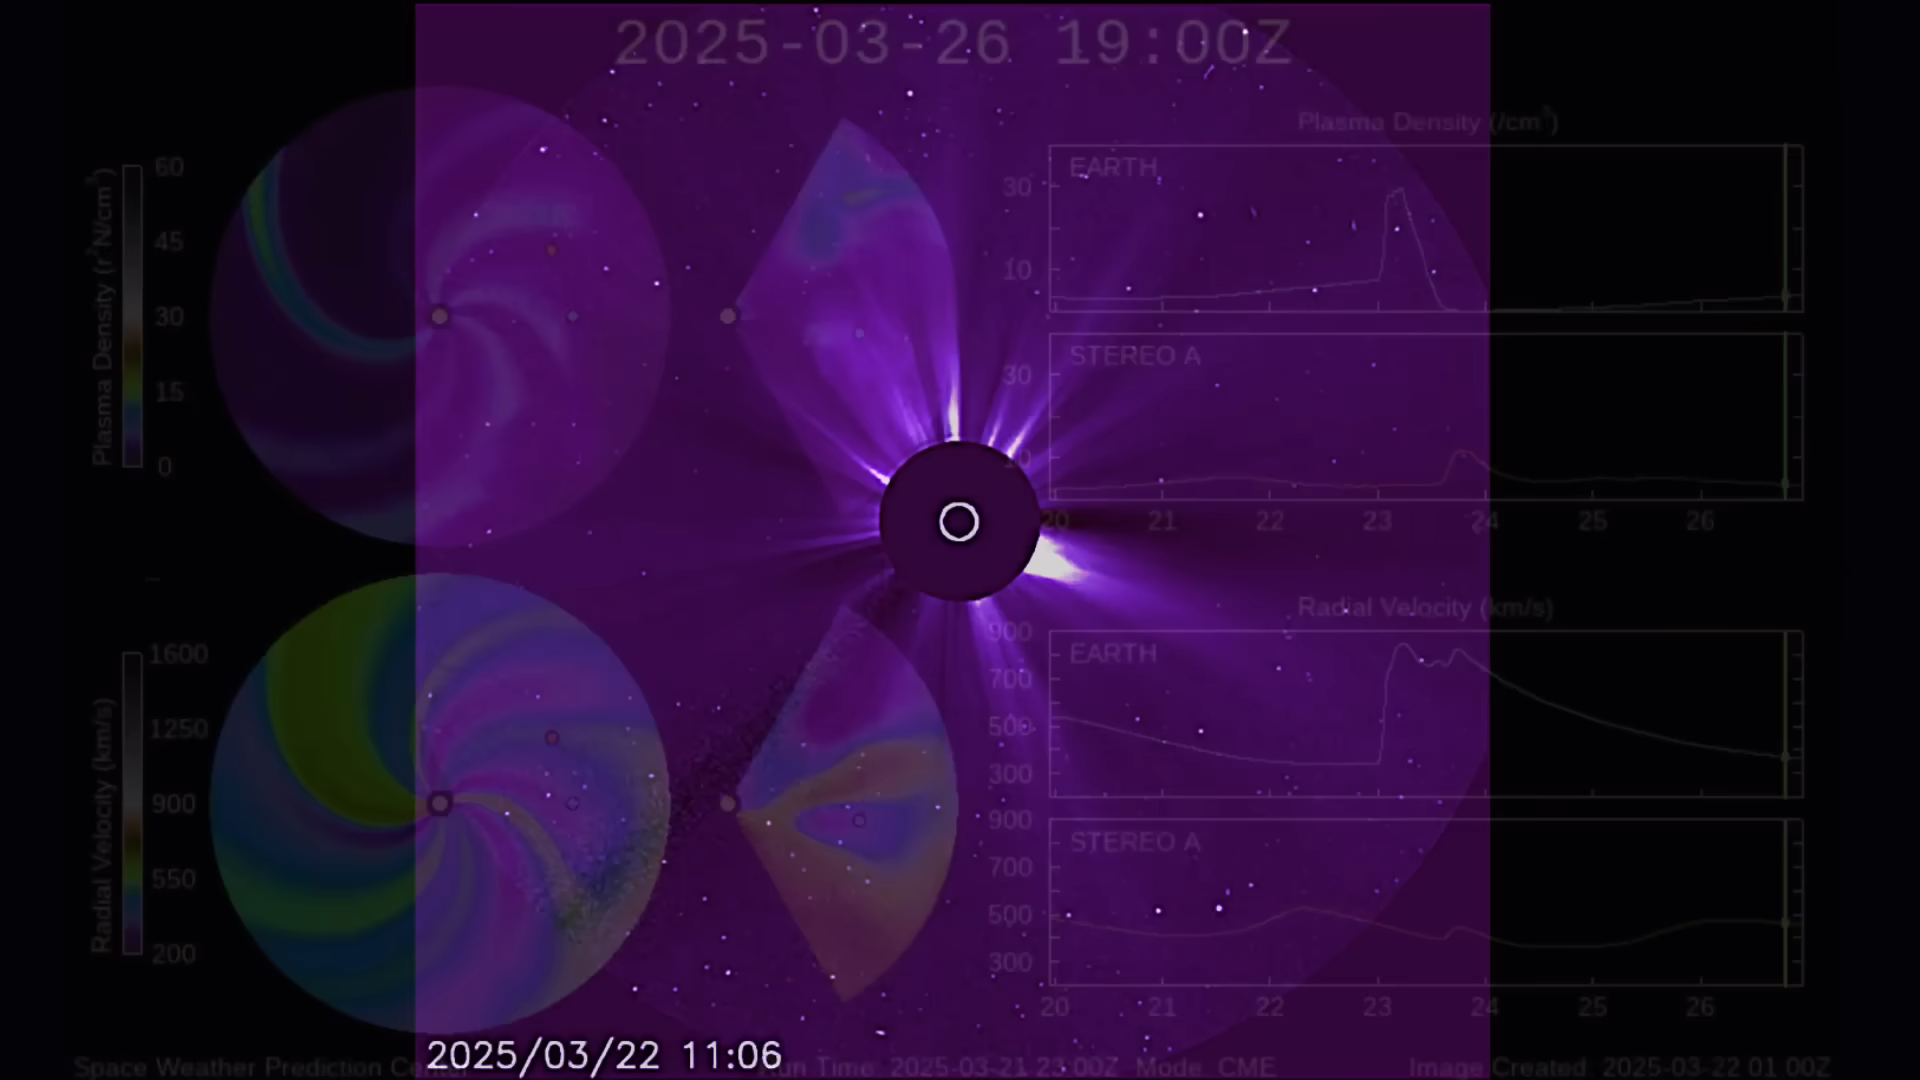 2025-03-26 19:00Z
Plasma Density (r²N/cm³)
60
45
30
15
0
Plasma Density (/cm³)
EARTH
30
10
STEREO A
30
10
20 21 22 23 24 25 26
Radial Velocity (km/s)
1600
1250
900
550
200
Radial Velocity (km/s)
EARTH
900
700
500
300
STEREO A
900
700
500
300
20 21 22 23 24 25 26
2025/03/22 11:06
Space Weather Prediction Center Run Time: 2025-03-21 23:00Z Mode: CME Image Created: 2025-03-22 01:00Z